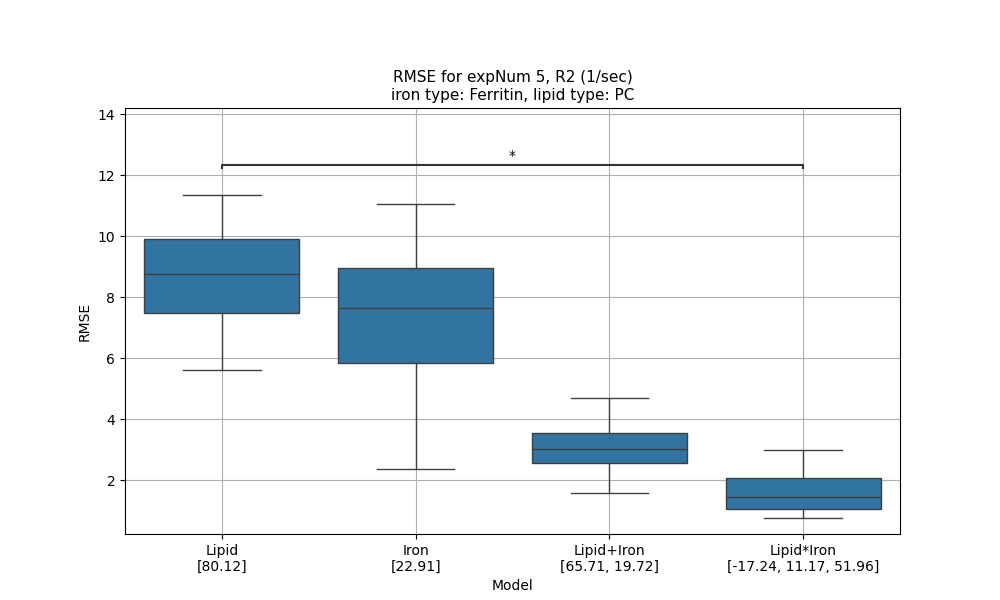 RMSE for expNum 5, R2 (1/sec)
iron type: Ferritin, lipid type: PC
14
12
10
8
6
4
2
*
RMSE
Lipid
[80.12]
Iron
[22.91]
Lipid+Iron
[65.71, 19.72]
Lipid*Iron
[-17.24, 11.17, 51.96]
Model